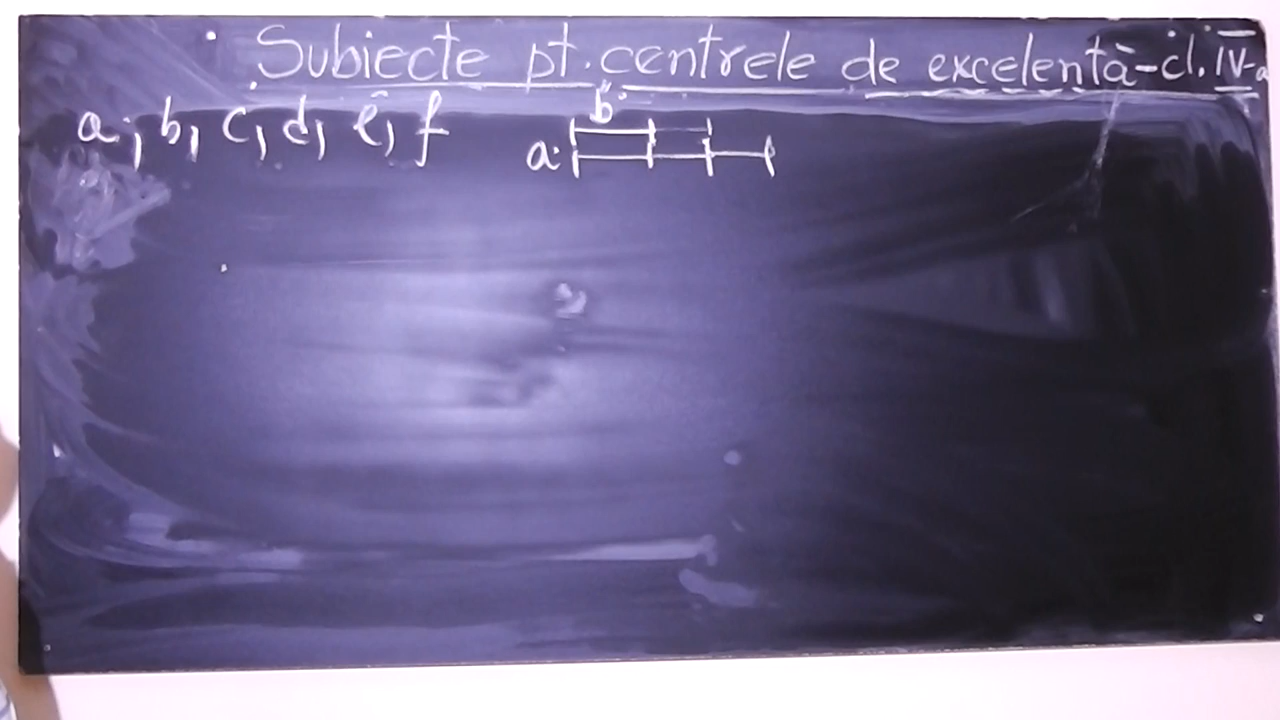 Subiecte pt. centrele de excelență-cl. IV-a
a, b, c, d, e, f
b
a